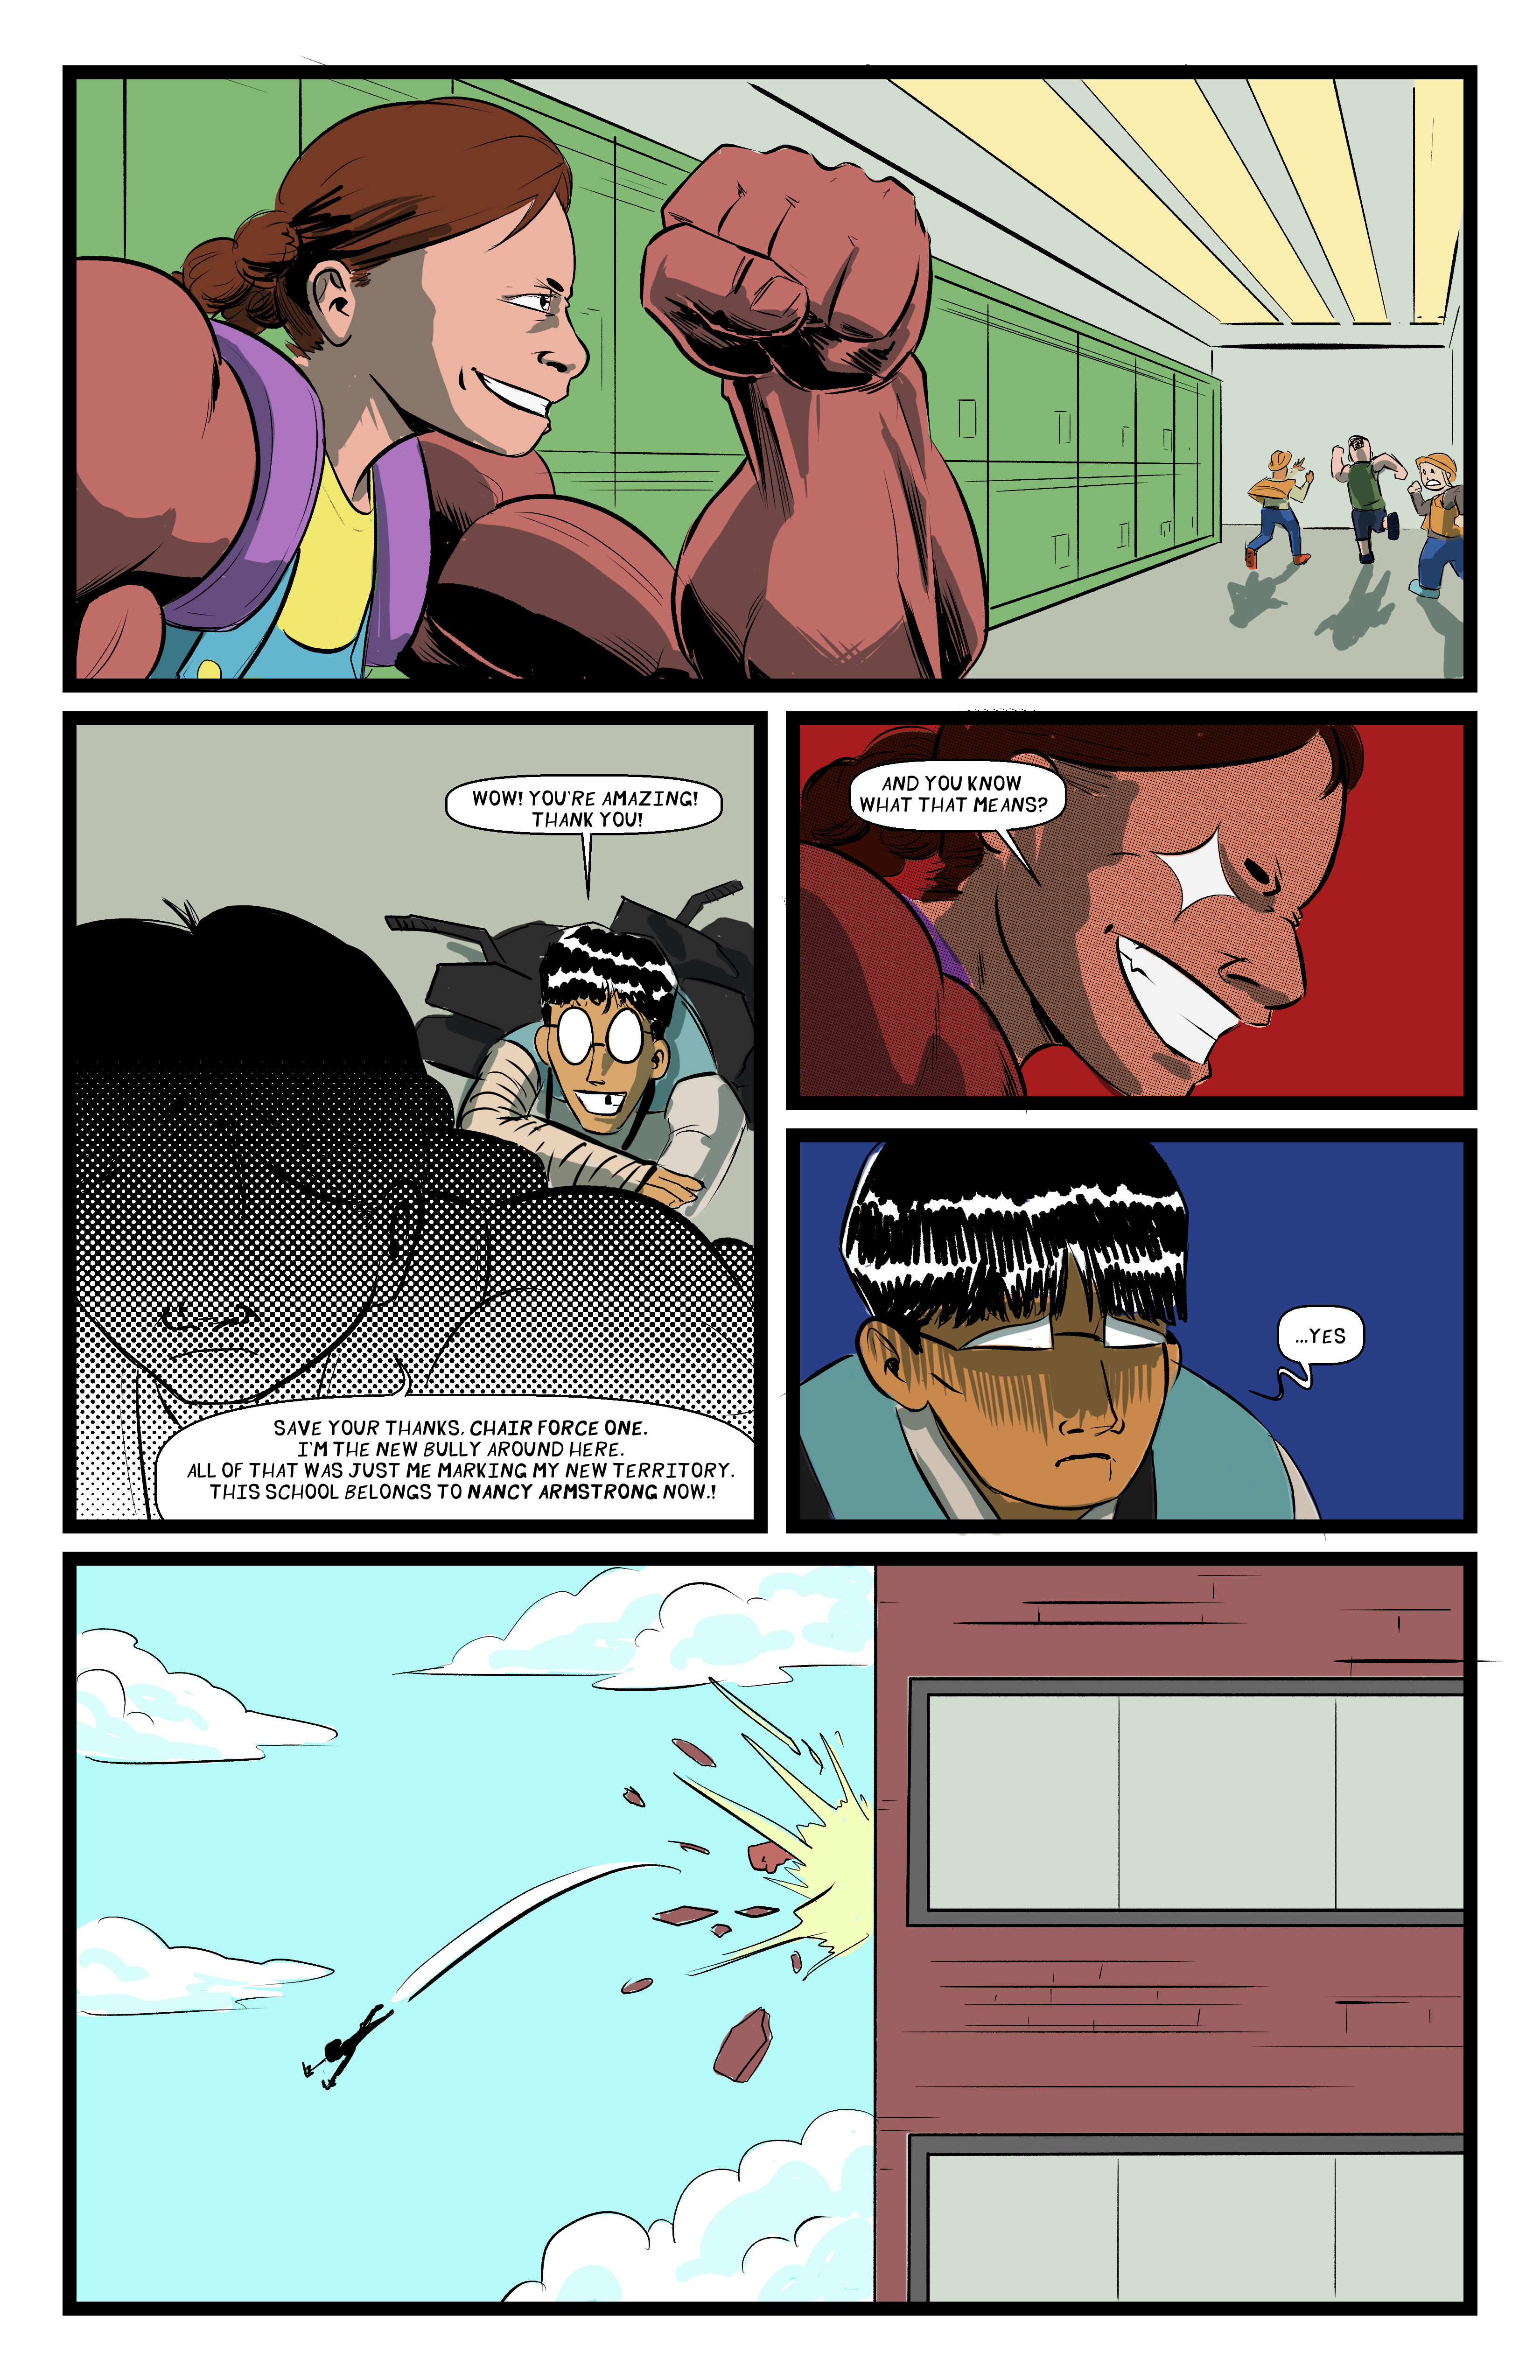 WOW! YOU'RE AMAZING!
THANK YOU!
SAVE YOUR THANKS, CHAIR FORCE ONE.
I'M THE NEW BULLY AROUND HERE.
ALL OF THAT WAS JUST ME MARKING MY NEW TERRITORY.
THIS SCHOOL BELONGS TO NANCY ARMSTRONG NOW.!
AND YOU KNOW
WHAT THAT MEANS?
...YES